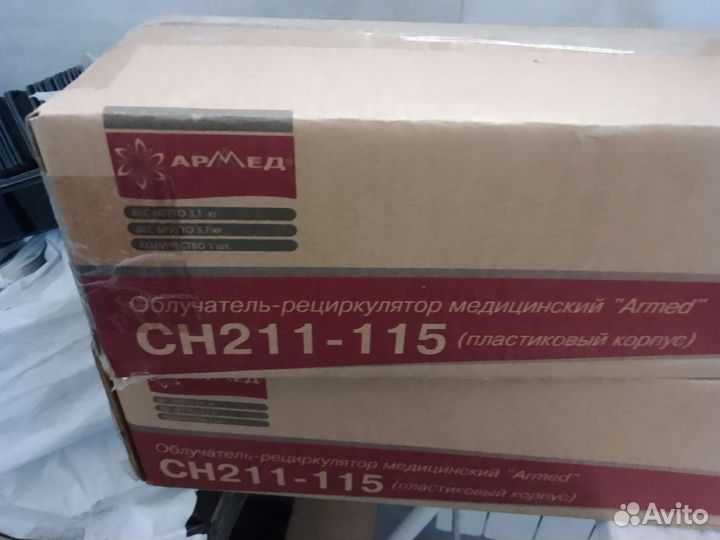 АРМЕД®
ВЕС НЕТТО 3,1 кг
ВЕС БРУТТО 3,7 кг
КОЛИЧЕСТВО 1 шт.
Облучатель-рециркулятор медицинский "Armed"
СН211-115 (пластиковый корпус)
АРМЕД
Облучатель-рециркулятор медицинский "Armed"
СН211-115 (пластиковый корпус)
Avito